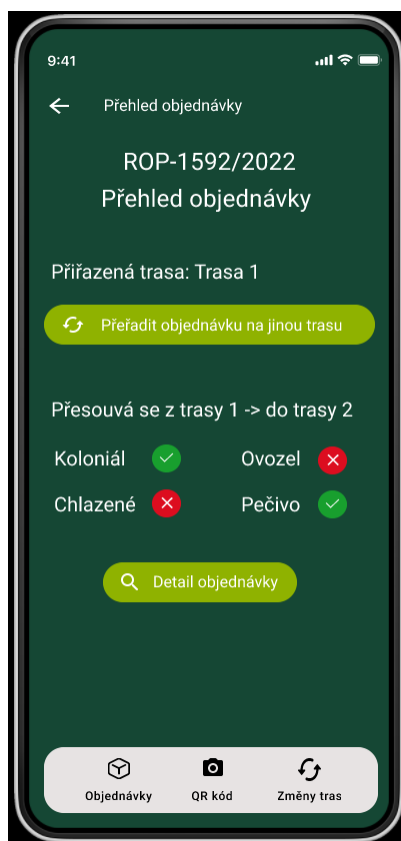 9:41
Přehled objednávky
ROP-1592/2022
Přehled objednávky
Přiřazená trasa: Trasa 1
Přeřadit objednávku na jinou trasu
Přesouvá se z trasy 1 -> do trasy 2
Koloniál Ovozel
Chlazené Pečivo
Detail objednávky
Objednávky QR kód Změny tras